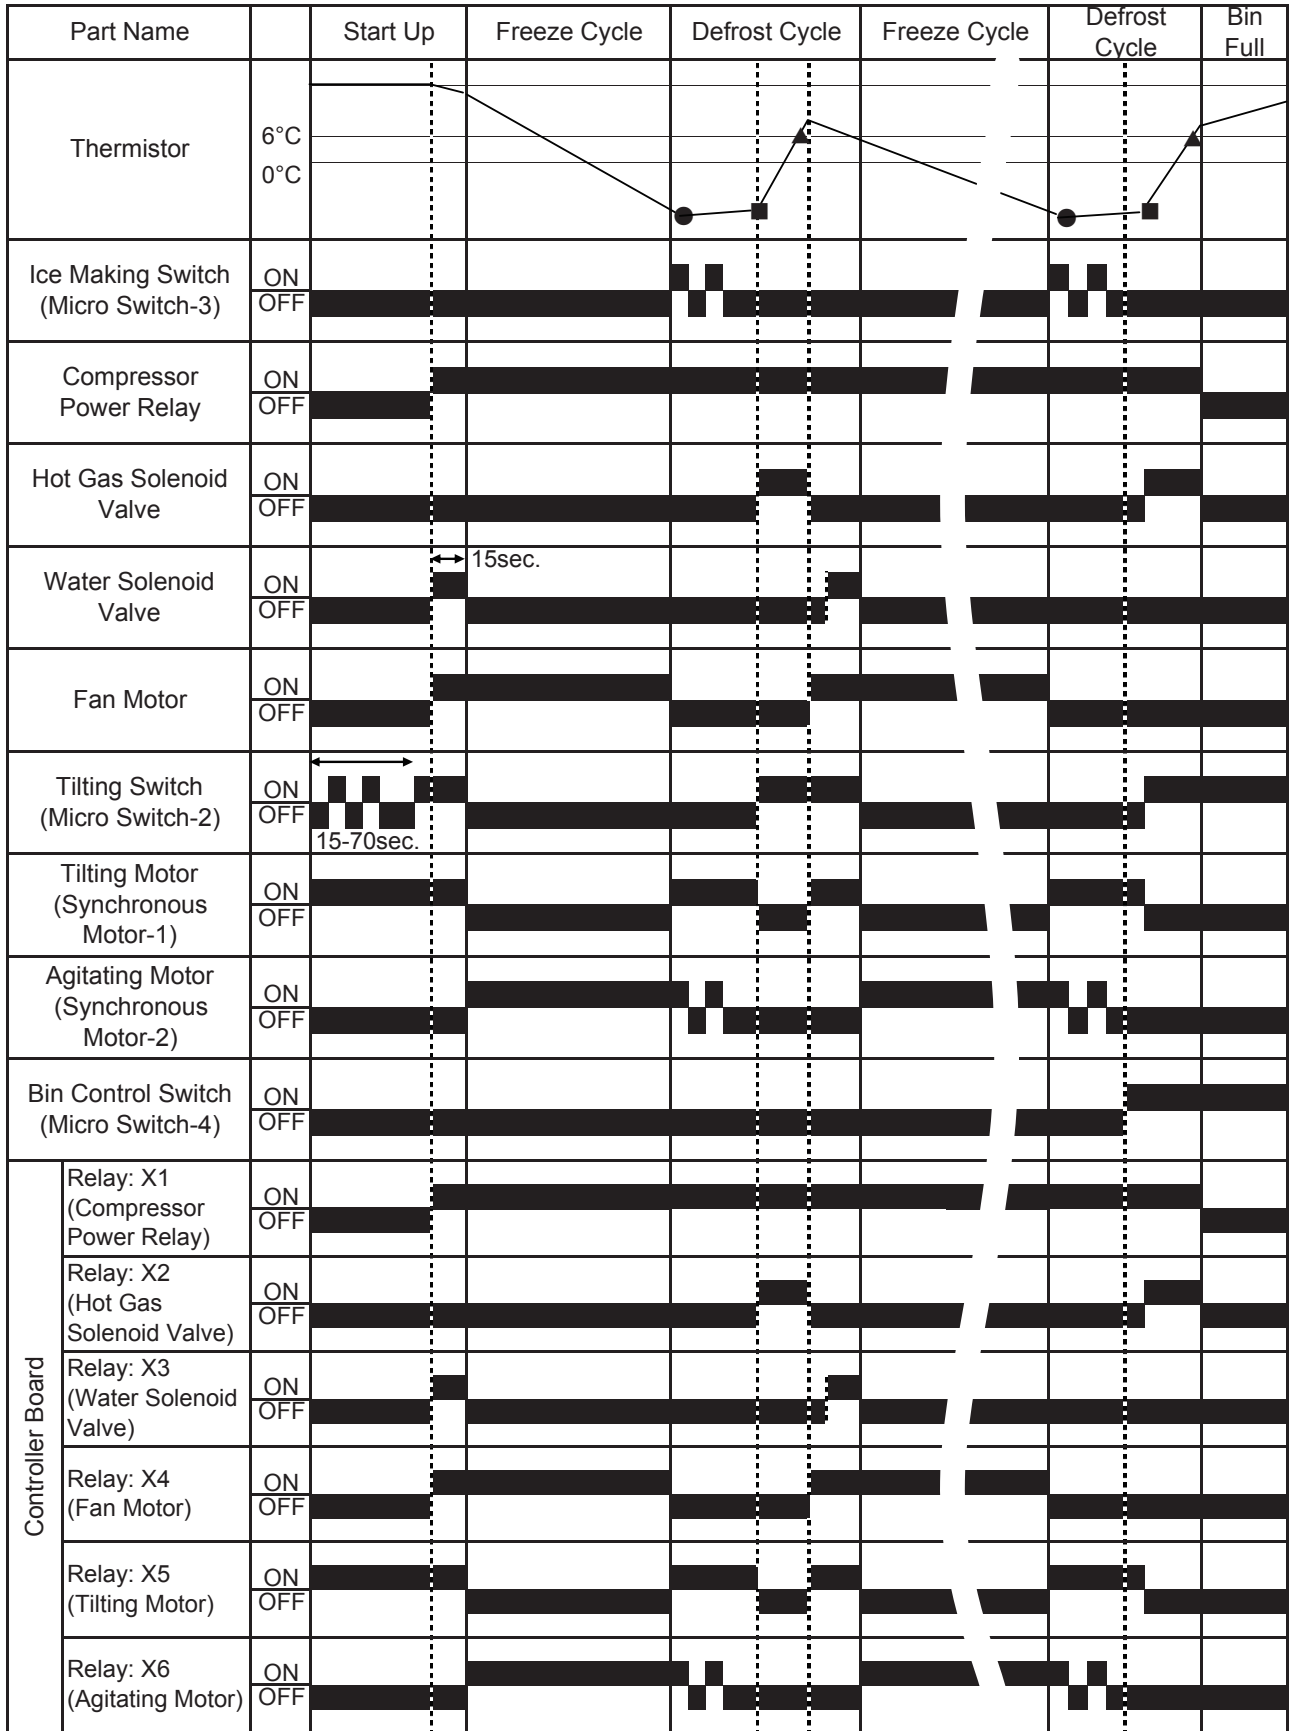 Part Name
Start Up
Freeze Cycle
Defrost Cycle
Freeze Cycle
Defrost
Cycle
Bin
Full
Thermistor
6°C
0°C
Ice Making Switch
(Micro Switch-3)
ON
OFF
Compressor
Power Relay
ON
OFF
Hot Gas Solenoid
Valve
ON
OFF
Water Solenoid
Valve
ON
OFF
15sec.
Fan Motor
ON
OFF
Tilting Switch
(Micro Switch-2)
ON
OFF
15-70sec.
Tilting Motor
(Synchronous
Motor-1)
ON
OFF
Agitating Motor
(Synchronous
Motor-2)
ON
OFF
Bin Control Switch
(Micro Switch-4)
ON
OFF
Controller Board
Relay: X1
(Compressor
Power Relay)
ON
OFF
Relay: X2
(Hot Gas
Solenoid Valve)
ON
OFF
Relay: X3
(Water Solenoid
Valve)
ON
OFF
Relay: X4
(Fan Motor)
ON
OFF
Relay: X5
(Tilting Motor)
ON
OFF
Relay: X6
(Agitating Motor)
ON
OFF